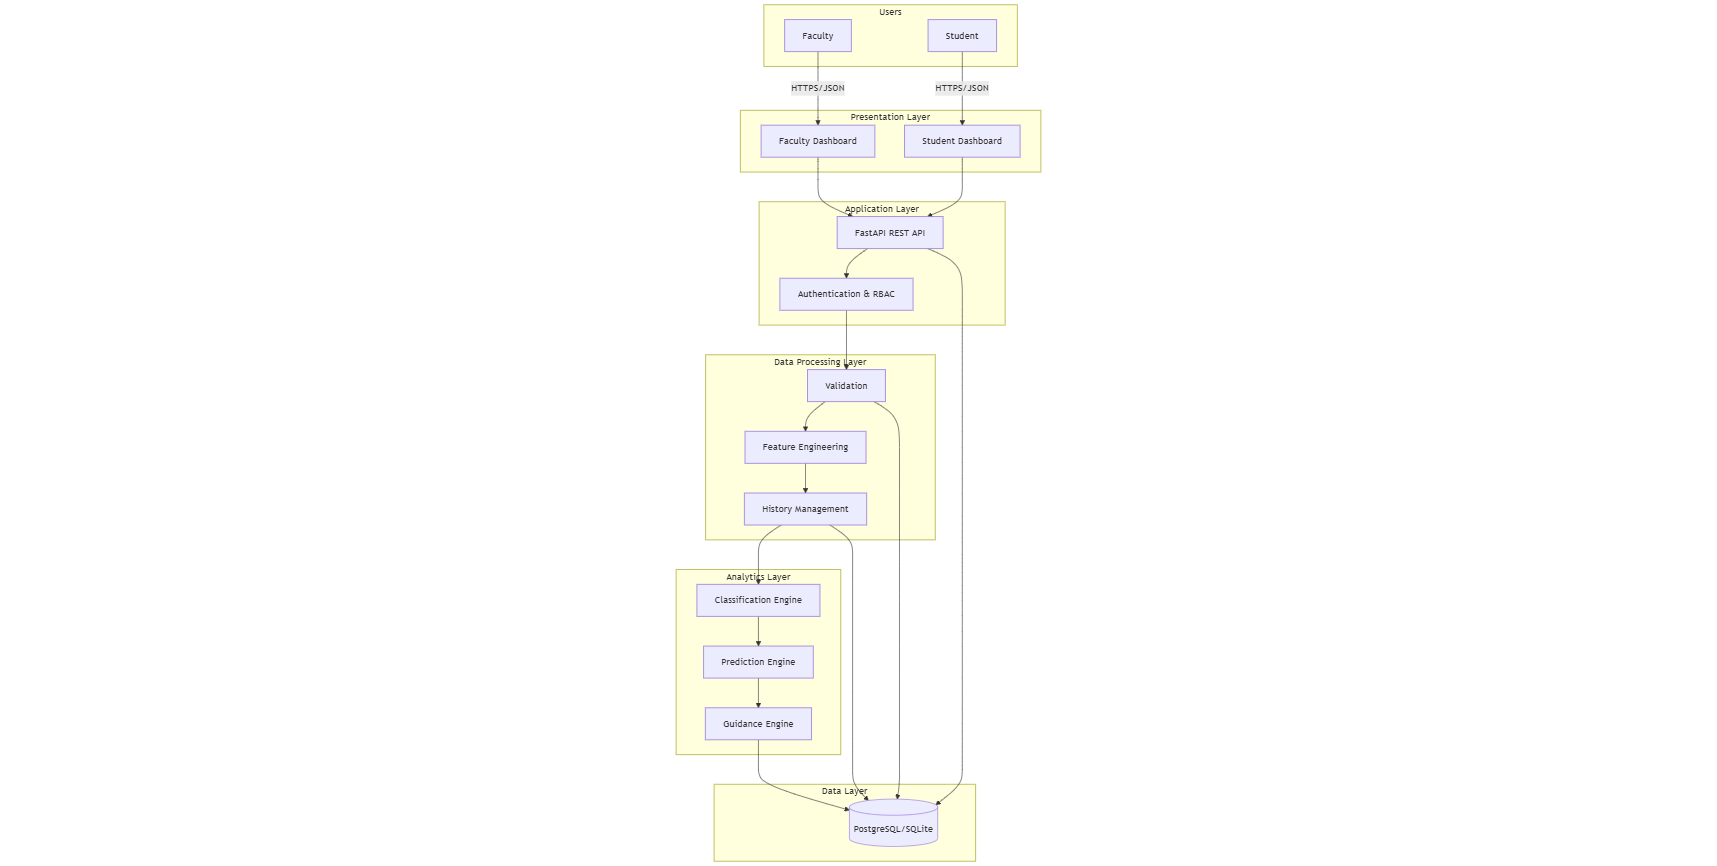 Users
Faculty
Student
HTTPS/JSON
HTTPS/JSON
Presentation Layer
Faculty Dashboard
Student Dashboard
Application Layer
FastAPI REST API
Authentication & RBAC
Data Processing Layer
Validation
Feature Engineering
History Management
Analytics Layer
Classification Engine
Prediction Engine
Guidance Engine
Data Layer
PostgreSQL/SQLite